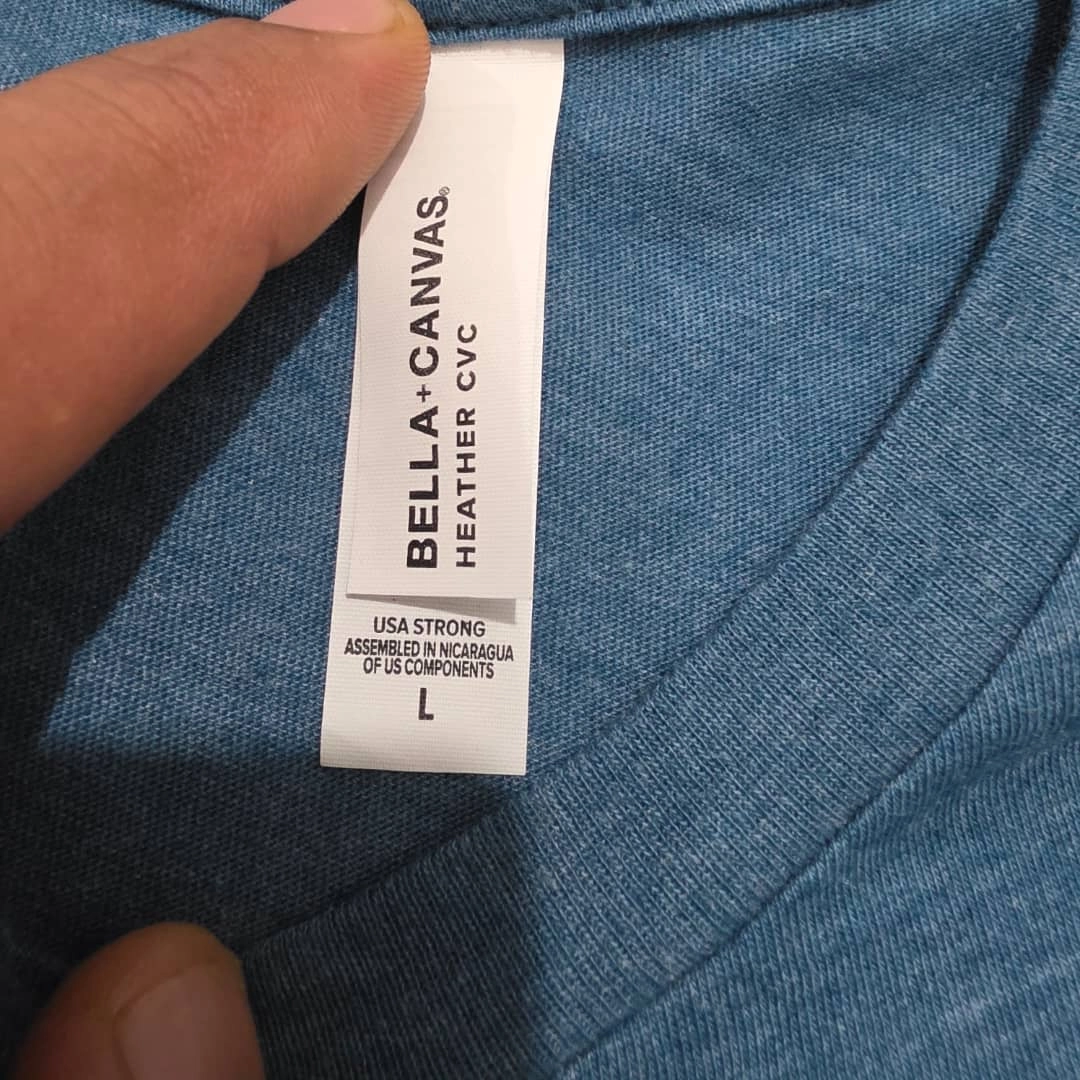 BELLA+CANVAS®
HEATHER CVC
USA STRONG
ASSEMBLED IN NICARAGUA
OF US COMPONENTS
L